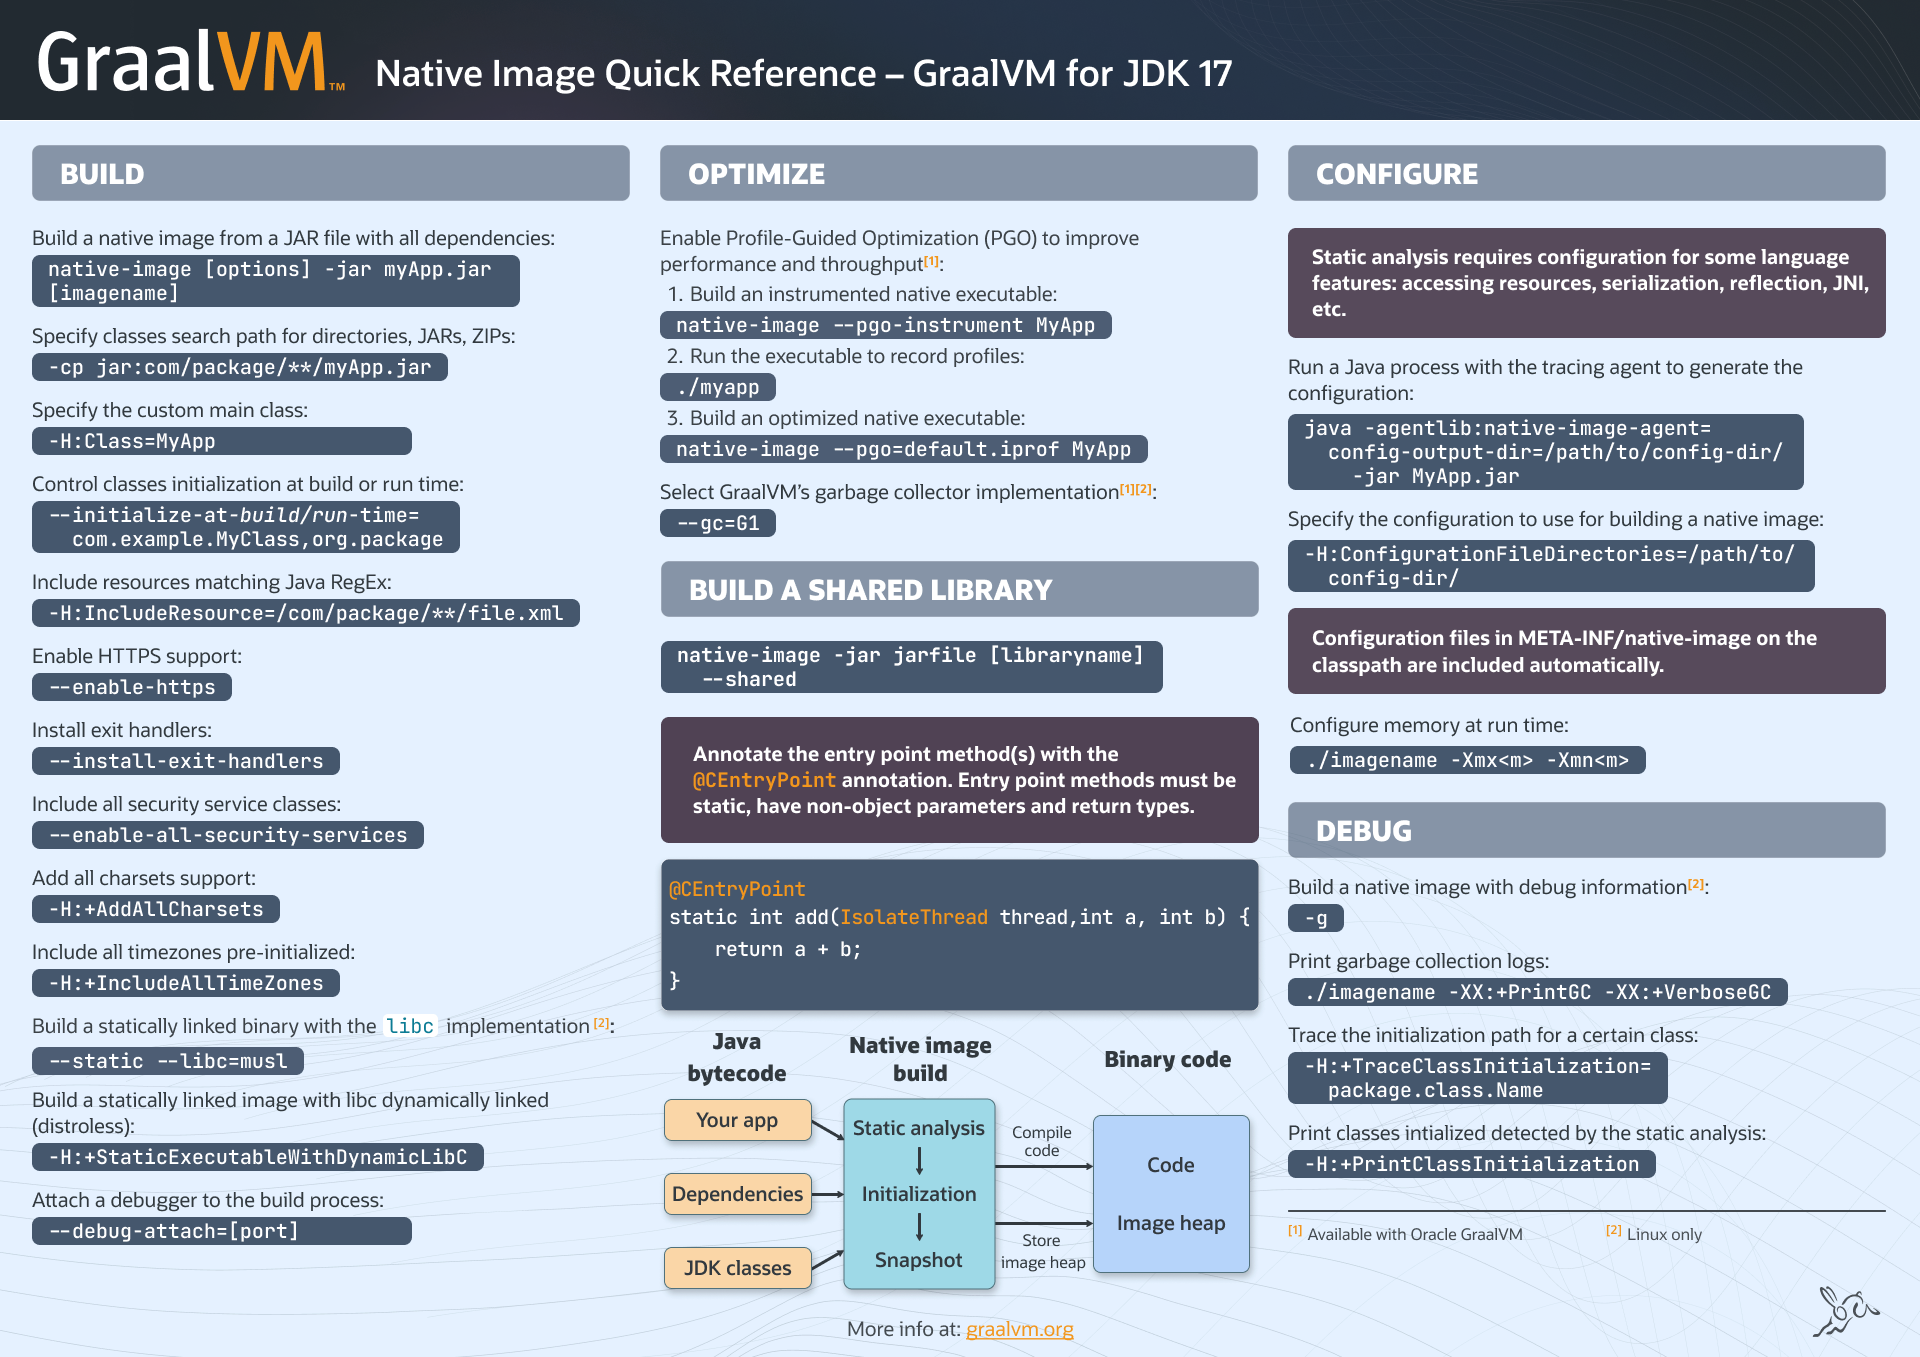 GraalVM™ Native Image Quick Reference – GraalVM for JDK 17
BUILD
Build a native image from a JAR file with all dependencies:
native-image [options] -jar myApp.jar
[imagename]
Specify classes search path for directories, JARs, ZIPs:
-cp jar:com/package/**/myApp.jar
Specify the custom main class:
-H:Class=MyApp
Control classes initialization at build or run time:
--initialize-at-build/run-time=
com.example.MyClass,org.package
Include resources matching Java RegEx:
-H:IncludeResource=/com/package/**/file.xml
Enable HTTPS support:
--enable-https
Install exit handlers:
--install-exit-handlers
Include all security service classes:
--enable-all-security-services
Add all charsets support:
-H:+AddAllCharsets
Include all timezones pre-initialized:
-H:+IncludeAllTimeZones
Build a statically linked binary with the libc implementation [2]:
--static --libc=musl
Build a statically linked image with libc dynamically linked
(distroless):
-H:+StaticExecutableWithDynamicLibC
Attach a debugger to the build process:
--debug-attach=[port]
OPTIMIZE
Enable Profile-Guided Optimization (PGO) to improve
performance and throughput[1]:
1. Build an instrumented native executable:
native-image --pgo-instrument MyApp
2. Run the executable to record profiles:
./myapp
3. Build an optimized native executable:
native-image --pgo=default.iprof MyApp
Select GraalVM’s garbage collector implementation[1][2]:
--gc=G1
BUILD A SHARED LIBRARY
native-image -jar jarfile [libraryname]
--shared
Annotate the entry point method(s) with the
@CEntryPoint annotation. Entry point methods must be
static, have non-object parameters and return types.
@CEntryPoint
static int add(IsolateThread thread,int a, int b) {
return a + b;
}
Java
bytecode
Your app
Dependencies
JDK classes
Native image
build
Static analysis
Initialization
Snapshot
Compile
code
Store
image heap
Binary code
Code
Image heap
CONFIGURE
Static analysis requires configuration for some language
features: accessing resources, serialization, reflection, JNI,
etc.
Run a Java process with the tracing agent to generate the
configuration:
java -agentlib:native-image-agent=
config-output-dir=/path/to/config-dir/
-jar MyApp.jar
Specify the configuration to use for building a native image:
-H:ConfigurationFileDirectories=/path/to/
config-dir/
Configuration files in META-INF/native-image on the
classpath are included automatically.
Configure memory at run time:
./imagename -Xmx<m> -Xmn<m>
DEBUG
Build a native image with debug information[2]:
-g
Print garbage collection logs:
./imagename -XX:+PrintGC -XX:+VerboseGC
Trace the initialization path for a certain class:
-H:+TraceClassInitialization=
package.class.Name
Print classes intialized detected by the static analysis:
-H:+PrintClassInitialization
[1] Available with Oracle GraalVM
[2] Linux only
More info at: graalvm.org